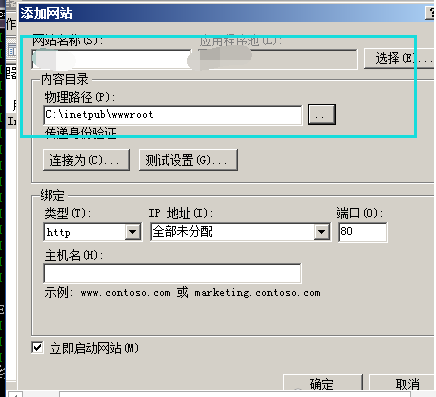 添加网站
网站名称(S): 应用程序池(L):
选择(E)...
内容目录
物理路径(P):
C:\inetpub\wwwroot
..
传递身份验证
连接为(C)... 测试设置(G)...
绑定
类型(T): IP 地址(I): 端口(O):
http 全部未分配 80
主机名(H):
示例: www.contoso.com 或 marketing.contoso.com
立即启动网站(M)
确定 取消